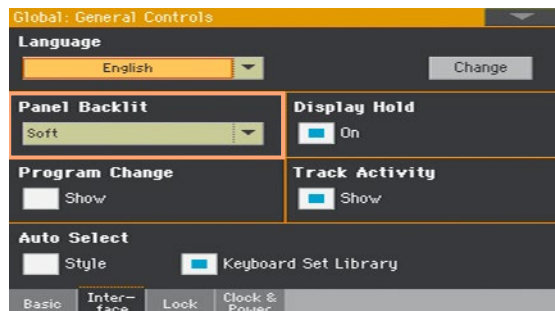 Global: General Controls
Language
English
Change
Panel Backlit
Display Hold
Soft
On
Program Change
Track Activity
Show
Show
Auto Select
Style
Keyboard Set Library
Basic
Inter-
face
Lock
Clock &
Power